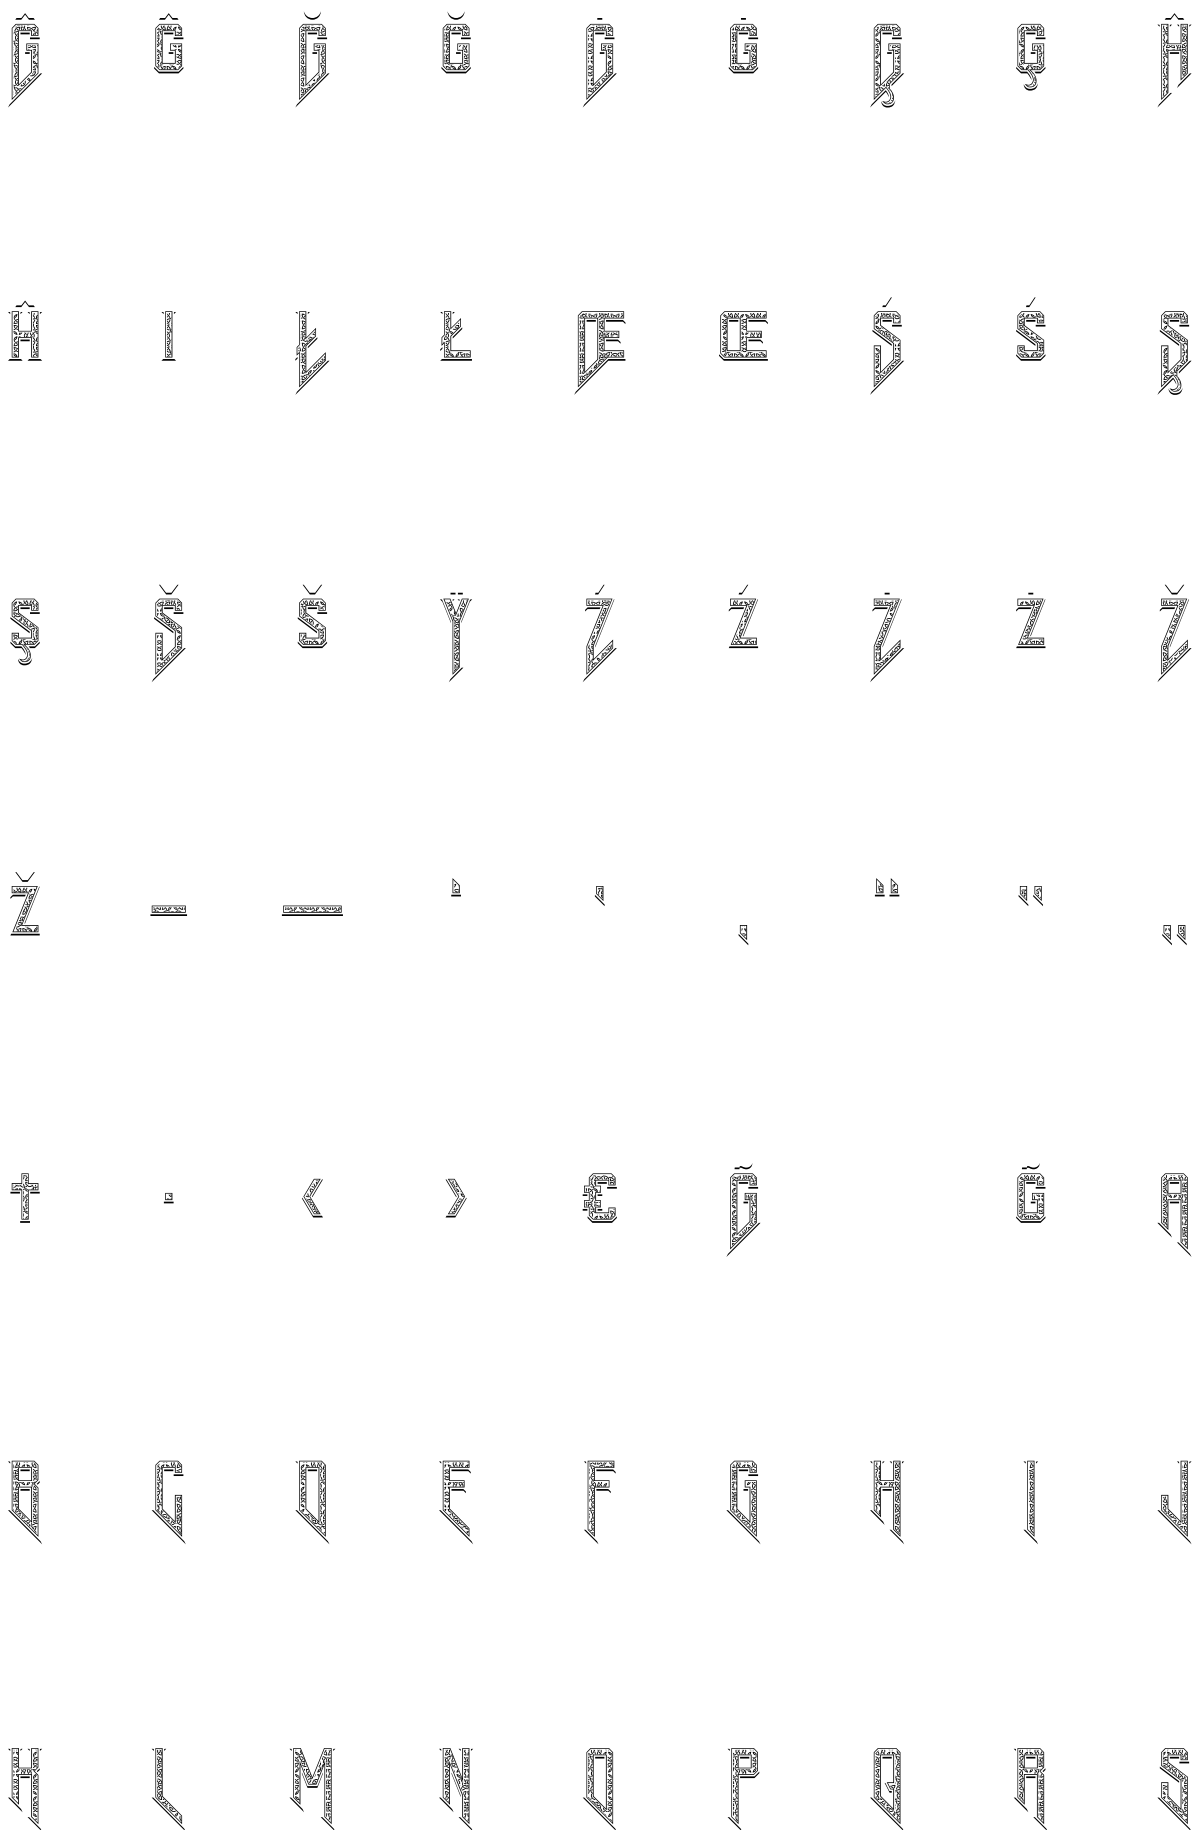 Ĝ Ĝ Ğ Ğ Ġ Ġ Ģ Ģ Ĥ
Ĥ I Ł Ł Œ Œ Ś Ś Ş
Ş Š Š Ÿ Ź Ź Ż Ż Ž
Ž – — ‘ ’ ‚ “ ” „
† · ‹ › € G̃ G̃ A
B C D E F G H I J
K L M N O P Q R S